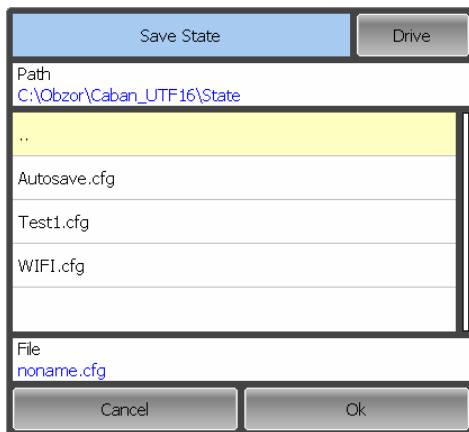 Save State Drive
Path
C:\Obzor\Caban_UTF16\State
..
Autosave.cfg
Test1.cfg
WIFI.cfg
File
noname.cfg
Cancel Ok